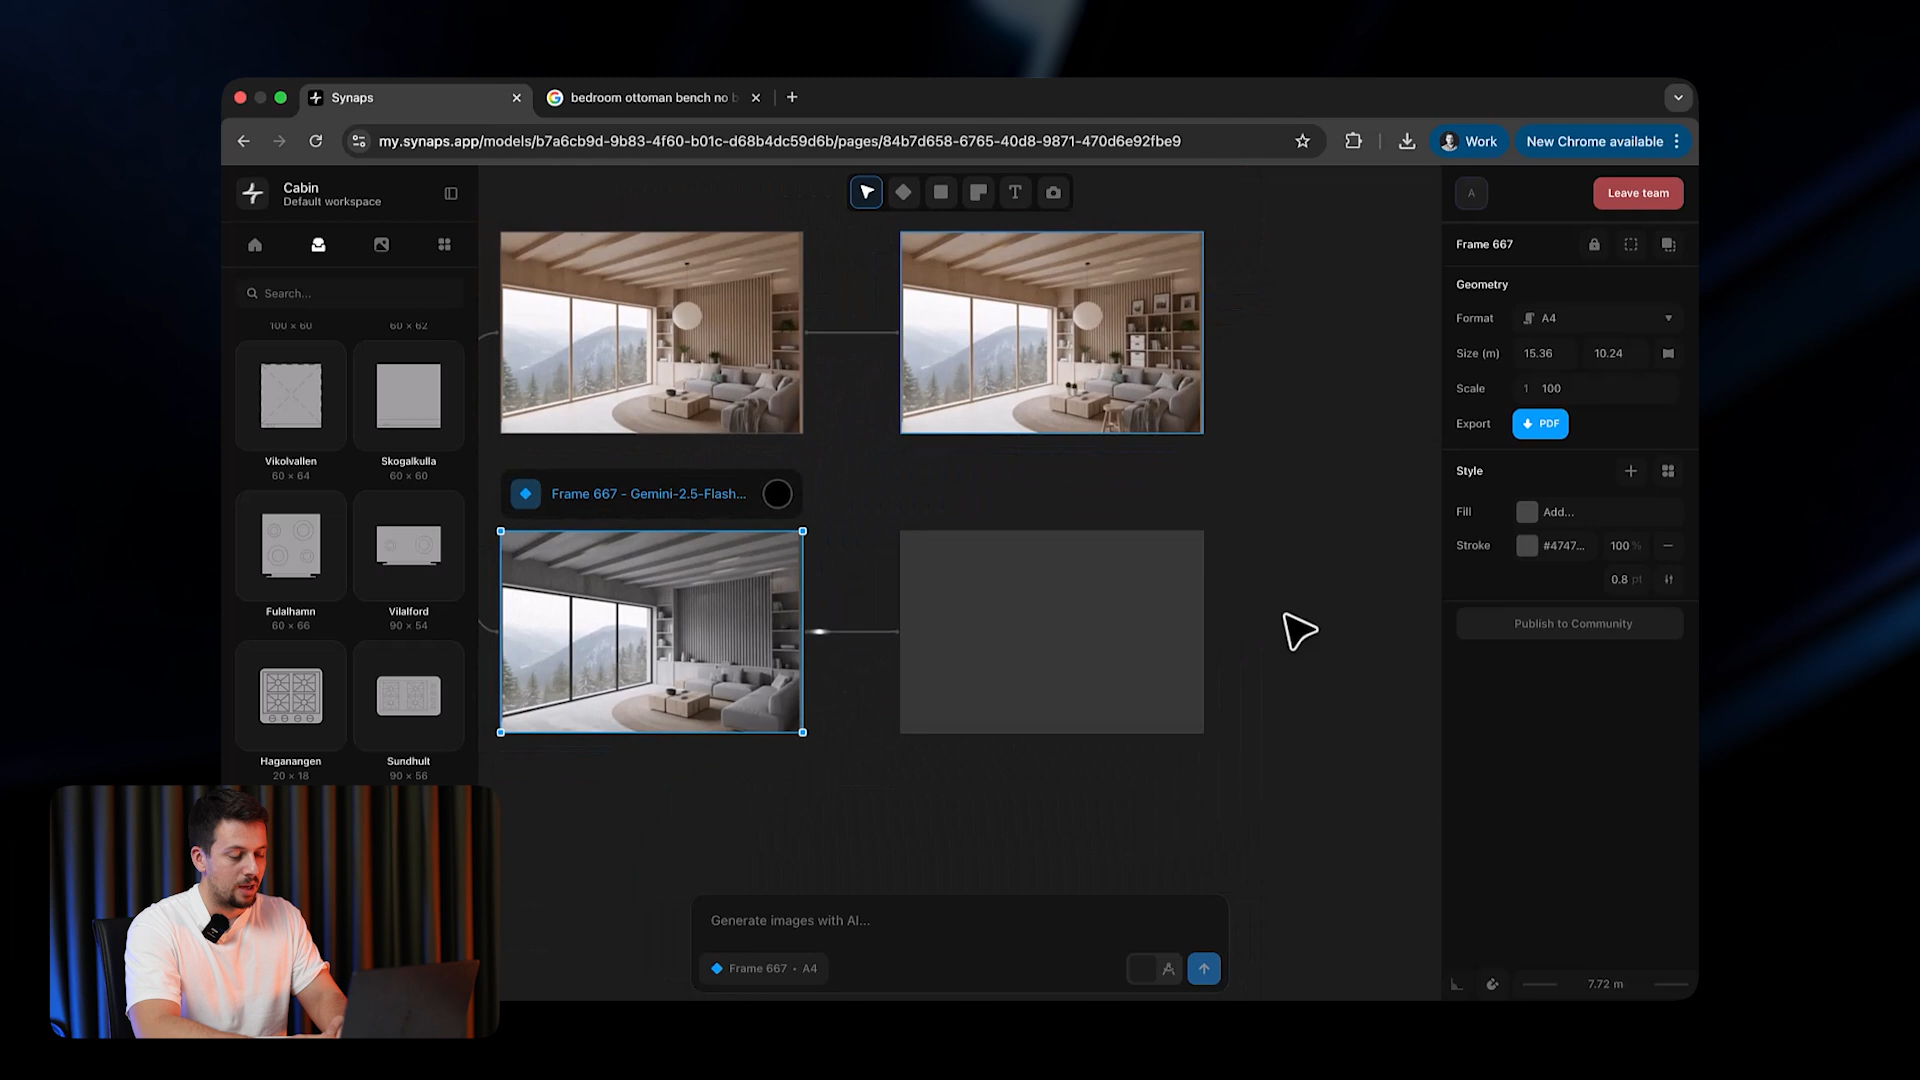 Synaps
bedroom ottoman bench no b
my.synaps.app/models/b7a6cb9d-9b83-4f60-b01c-d68b4dc59d6b/pages/84b7d658-6765-40d8-9871-470d6e92fbe9
Work
New Chrome available
Cabin
Default workspace
Search...
100 × 60
60 × 62
Vikolvallen
60 × 64
Skogalkulla
60 × 60
Fulalhamn
60 × 66
Vilalford
90 × 54
Haganangen
20 × 18
Sundhult
90 × 56
T
Frame 667 - Gemini-2.5-Flash...
Generate images with AI...
Frame 667 • A4
A
Leave team
Frame 667
Geometry
Format A4
Size (m) 15.36 10.24
Scale 1 100
Export PDF
Style
Fill Add...
Stroke #4747... 100 %
0.8 pt
Publish to Community
7.72 m